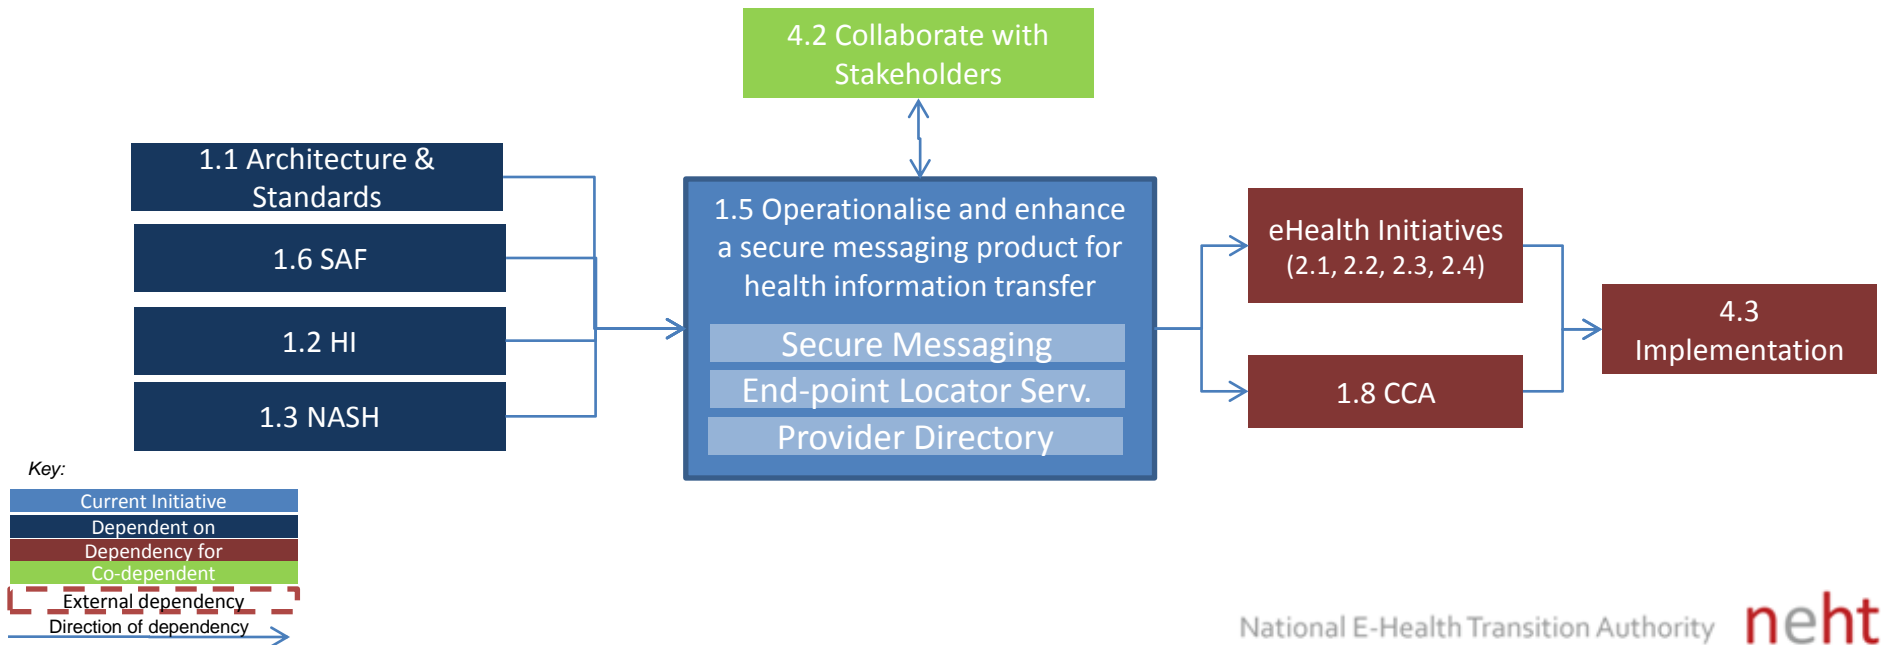 4.2 Collaborate with
Stakeholders
1.1 Architecture &
Standards
1.6 SAF
1.2 HI
1.3 NASH
1.5 Operationalise and enhance
a secure messaging product for
health information transfer
Secure Messaging
End-point Locator Serv.
Provider Directory
eHealth Initiatives
(2.1, 2.2, 2.3, 2.4)
1.8 CCA
4.3
Implementation
Key:
Current Initiative
Dependent on
Dependency for
Co-dependent
External dependency
Direction of dependency
National E-Health Transition Authority neht